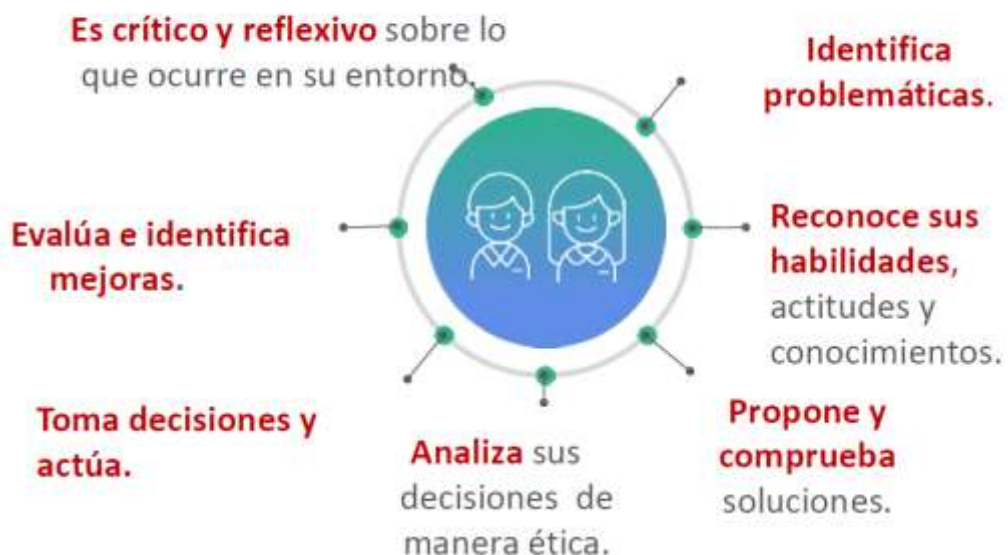 Es crítico y reflexivo sobre lo
que ocurre en su entorno.
Identifica
problemáticas.
Reconoce sus
habilidades,
actitudes y
conocimientos.
Propone y
comprueba
soluciones.
Analiza sus
decisiones de
manera ética.
Toma decisiones y
actúa.
Evalúa e identifica
mejoras.